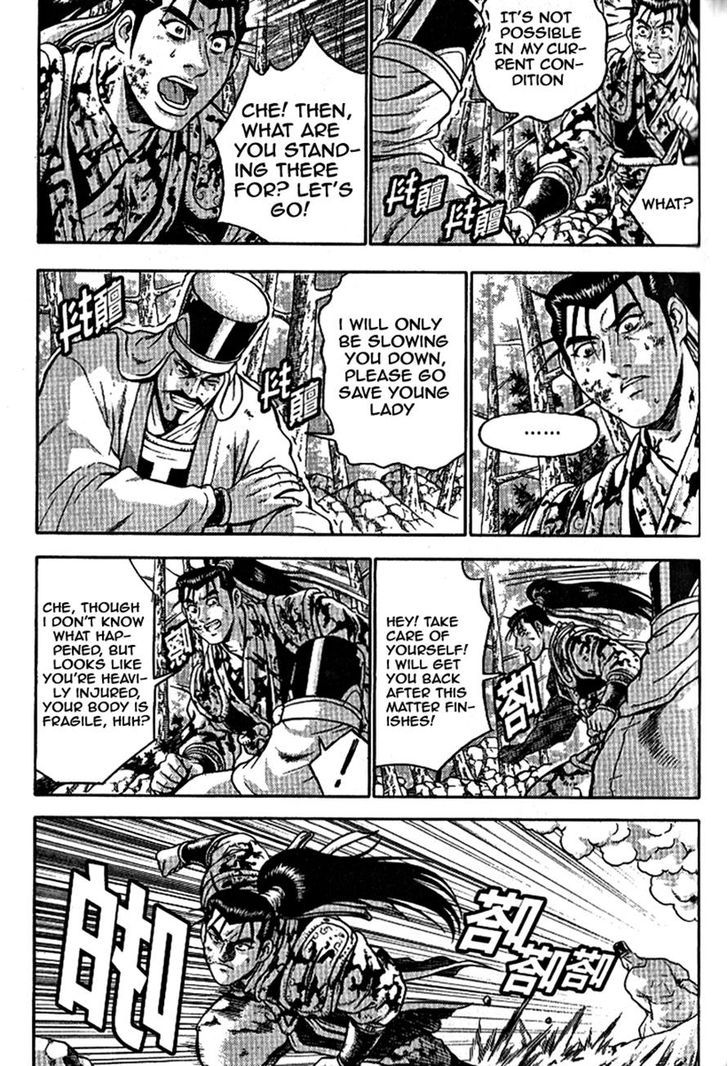 CHE! THEN,
WHAT ARE
YOU STAND-
ING THERE
FOR? LET'S
GO!
IT'S NOT
POSSIBLE
IN MY CUR-
RENT CON-
DITION
WHAT?
I WILL ONLY
BE SLOWING
YOU DOWN,
PLEASE GO
SAVE YOUNG
LADY
......
CHE, THOUGH
I DON'T KNOW
WHAT HAP-
PENED, BUT
LOOKS LIKE
YOU'RE HEAVI-
LY INJURED,
YOUR BODY IS
FRAGILE, HUH?
!
HEY! TAKE
CARE OF
YOURSELF!
I WILL GET
YOU BACK
AFTER THIS
MATTER FIN-
ISHES!